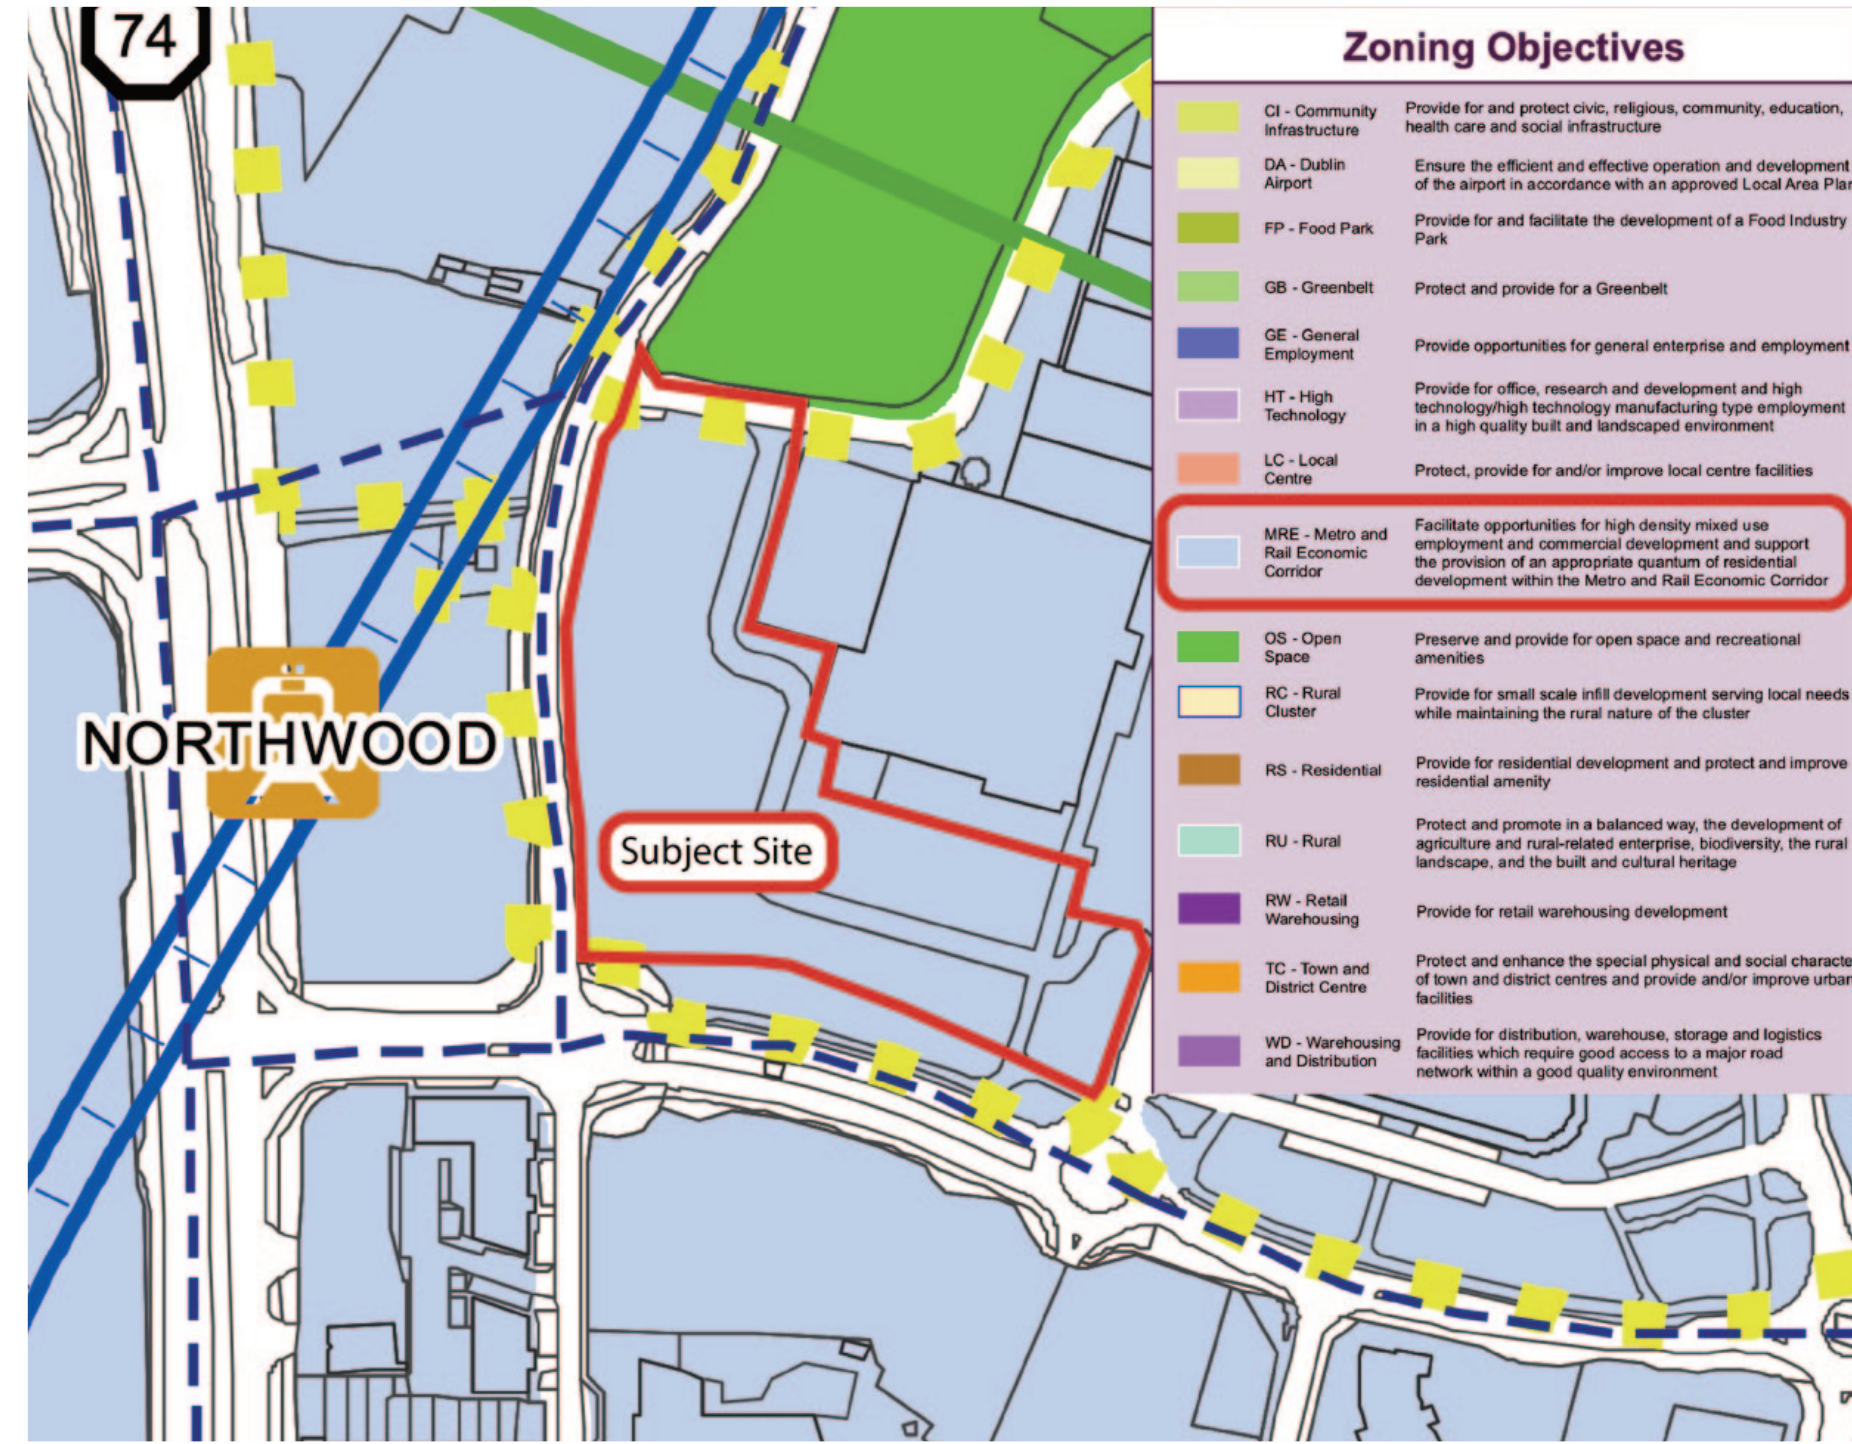 74
NORTHWOOD
Subject Site
Zoning Objectives
CI - Community
Infrastructure
Provide for and protect civic, religious, community, education,
health care and social infrastructure
DA - Dublin
Airport
Ensure the efficient and effective operation and development
of the airport in accordance with an approved Local Area Plan
FP - Food Park
Provide for and facilitate the development of a Food Industry
Park
GB - Greenbelt
Protect and provide for a Greenbelt
GE - General
Employment
Provide opportunities for general enterprise and employment
HT - High
Technology
Provide for office, research and development and high
technology/high technology manufacturing type employment
in a high quality built and landscaped environment
LC - Local
Centre
Protect, provide for and/or improve local centre facilities
MRE - Metro and
Rail Economic
Corridor
Facilitate opportunities for high density mixed use
employment and commercial development and support
the provision of an appropriate quantum of residential
development within the Metro and Rail Economic Corridor
OS - Open
Space
Preserve and provide for open space and recreational
amenities
RC - Rural
Cluster
Provide for small scale infill development serving local needs
while maintaining the rural nature of the cluster
RS - Residential
Provide for residential development and protect and improve
residential amenity
RU - Rural
Protect and promote in a balanced way, the development of
agriculture and rural-related enterprise, biodiversity, the rural
landscape, and the built and cultural heritage
RW - Retail
Warehousing
Provide for retail warehousing development
TC - Town and
District Centre
Protect and enhance the special physical and social characte
of town and district centres and provide and/or improve urban
facilities
WD - Warehousing
and Distribution
Provide for distribution, warehouse, storage and logistics
facilities which require good access to a major road
network within a good quality environment